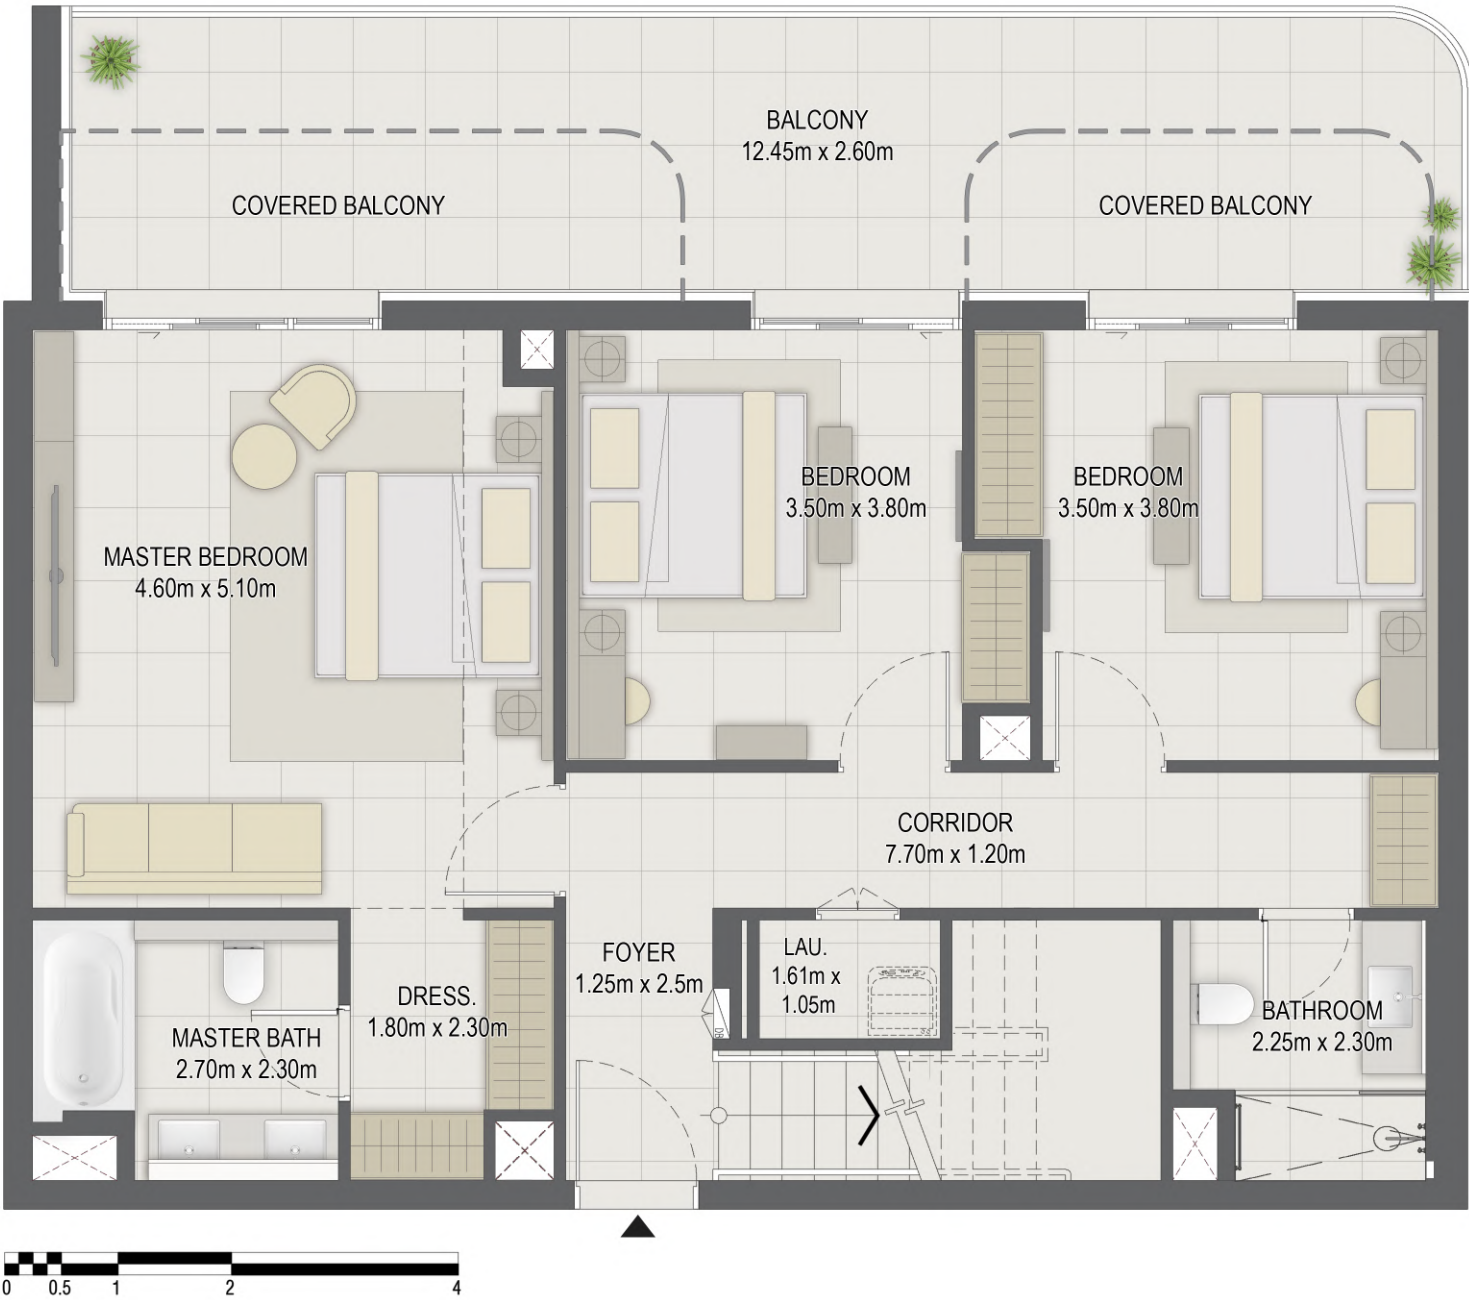 BALCONY
12.45m x 2.60m
COVERED BALCONY
COVERED BALCONY
BEDROOM
3.50m x 3.80m
BEDROOM
3.50m x 3.80m
MASTER BEDROOM
4.60m x 5.10m
CORRIDOR
7.70m x 1.20m
FOYER
1.25m x 2.5m
LAU.
1.61m x
1.05m
DRESS.
1.80m x 2.30m
MASTER BATH
2.70m x 2.30m
BATHROOM
2.25m x 2.30m
DB
SS
0 0.5 1 2 4